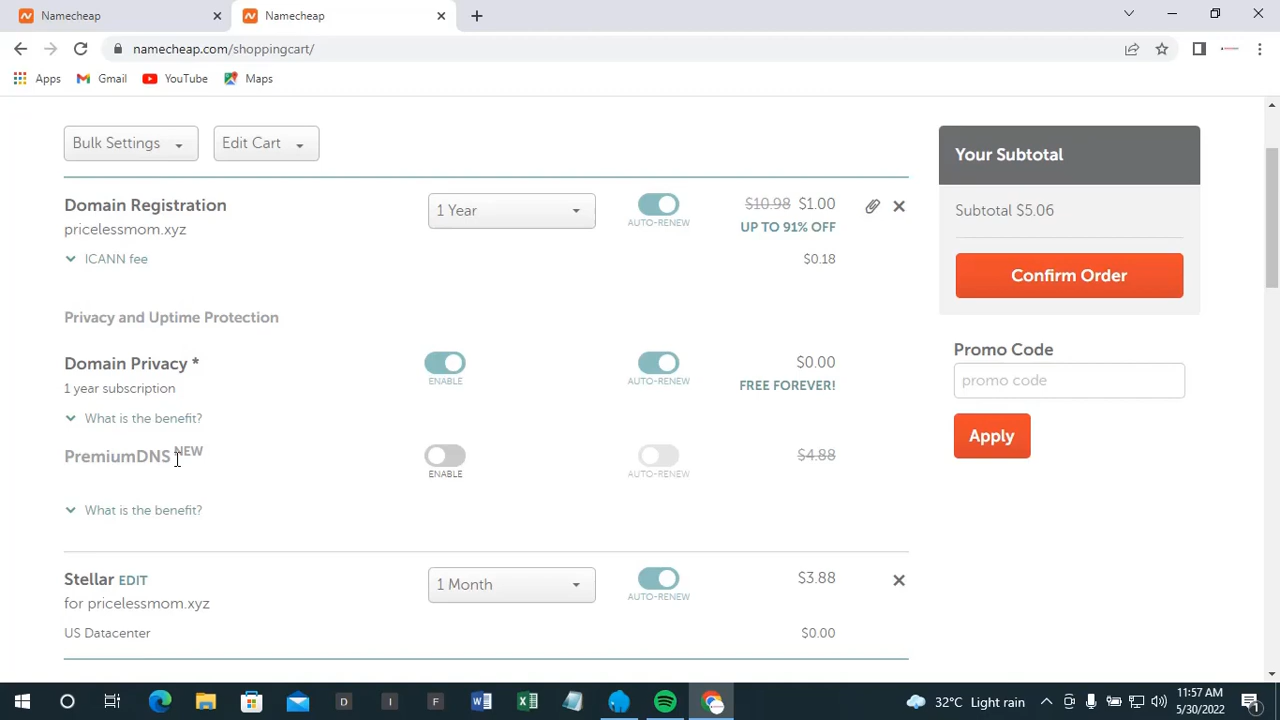 Namecheap
Namecheap
namecheap.com/shoppingcart/
Apps Gmail YouTube Maps
Bulk Settings Edit Cart
Your Subtotal
Domain Registration 1 Year $10.98 $1.00
AUTO-RENEW UP TO 91% OFF
pricelessmom.xyz
Subtotal $5.06
ICANN fee $0.18
Confirm Order
Privacy and Uptime Protection
Promo Code
Domain Privacy * $0.00
ENABLE AUTO-RENEW FREE FOREVER!
1 year subscription
promo code
What is the benefit?
Apply
PremiumDNS NEW $4.88
ENABLE AUTO-RENEW
What is the benefit?
Stellar EDIT 1 Month $3.88
AUTO-RENEW
for pricelessmom.xyz
US Datacenter $0.00
D I F W X
32°C Light rain
11:57 AM
5/30/2022
1